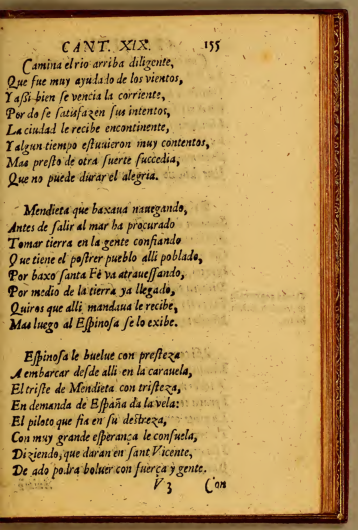 CANT. XIX. 155
Camina el rio arriba diligente,
Que fue muy ayudado de los vientos,
Y aſsi bien ſe vencia la corriente,
Por do ſe ſatisfazen ſus intentos,
La ciudad le recibe encontinente,
Y algun tiempo eſtuuieron muy contentos,
Mas preſto de otra ſuerte ſuccedia,
Que no puede durar el alegria.
Mendieta que baxaua nauegando,
Antes de ſalir al mar ha procurado
Tomar tierra en la gente confiando
Que tiene el poſtrer pueblo alli poblado,
Por baxo ſanta Fè va atraueſſando,
Por medio de la tierra ya llegado,
Quiros que alli mandaua le recibe,
Mas luego al Eſpinoſa ſe lo exibe.
Eſpinoſa le buelue con preſteza
A embarcar deſde alli en la carauela,
El triſte de Mendieta con triſteza,
En demanda de Eſpaña da la vela:
El piloto que fia en ſu deſtreza,
Con muy grande eſperança le conſuela,
Diziendo, que daran en ſant Vicente,
De ado podra boluer con fuerça y gente.
V 3 Con